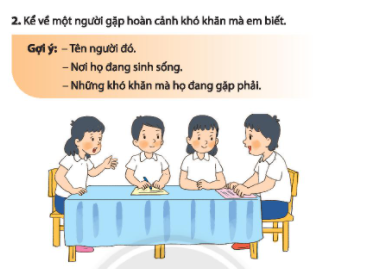 2. Kể về một người gặp hoàn cảnh khó khăn mà em biết.
Gợi ý: – Tên người đó.
– Nơi họ đang sinh sống.
– Những khó khăn mà họ đang gặp phải.